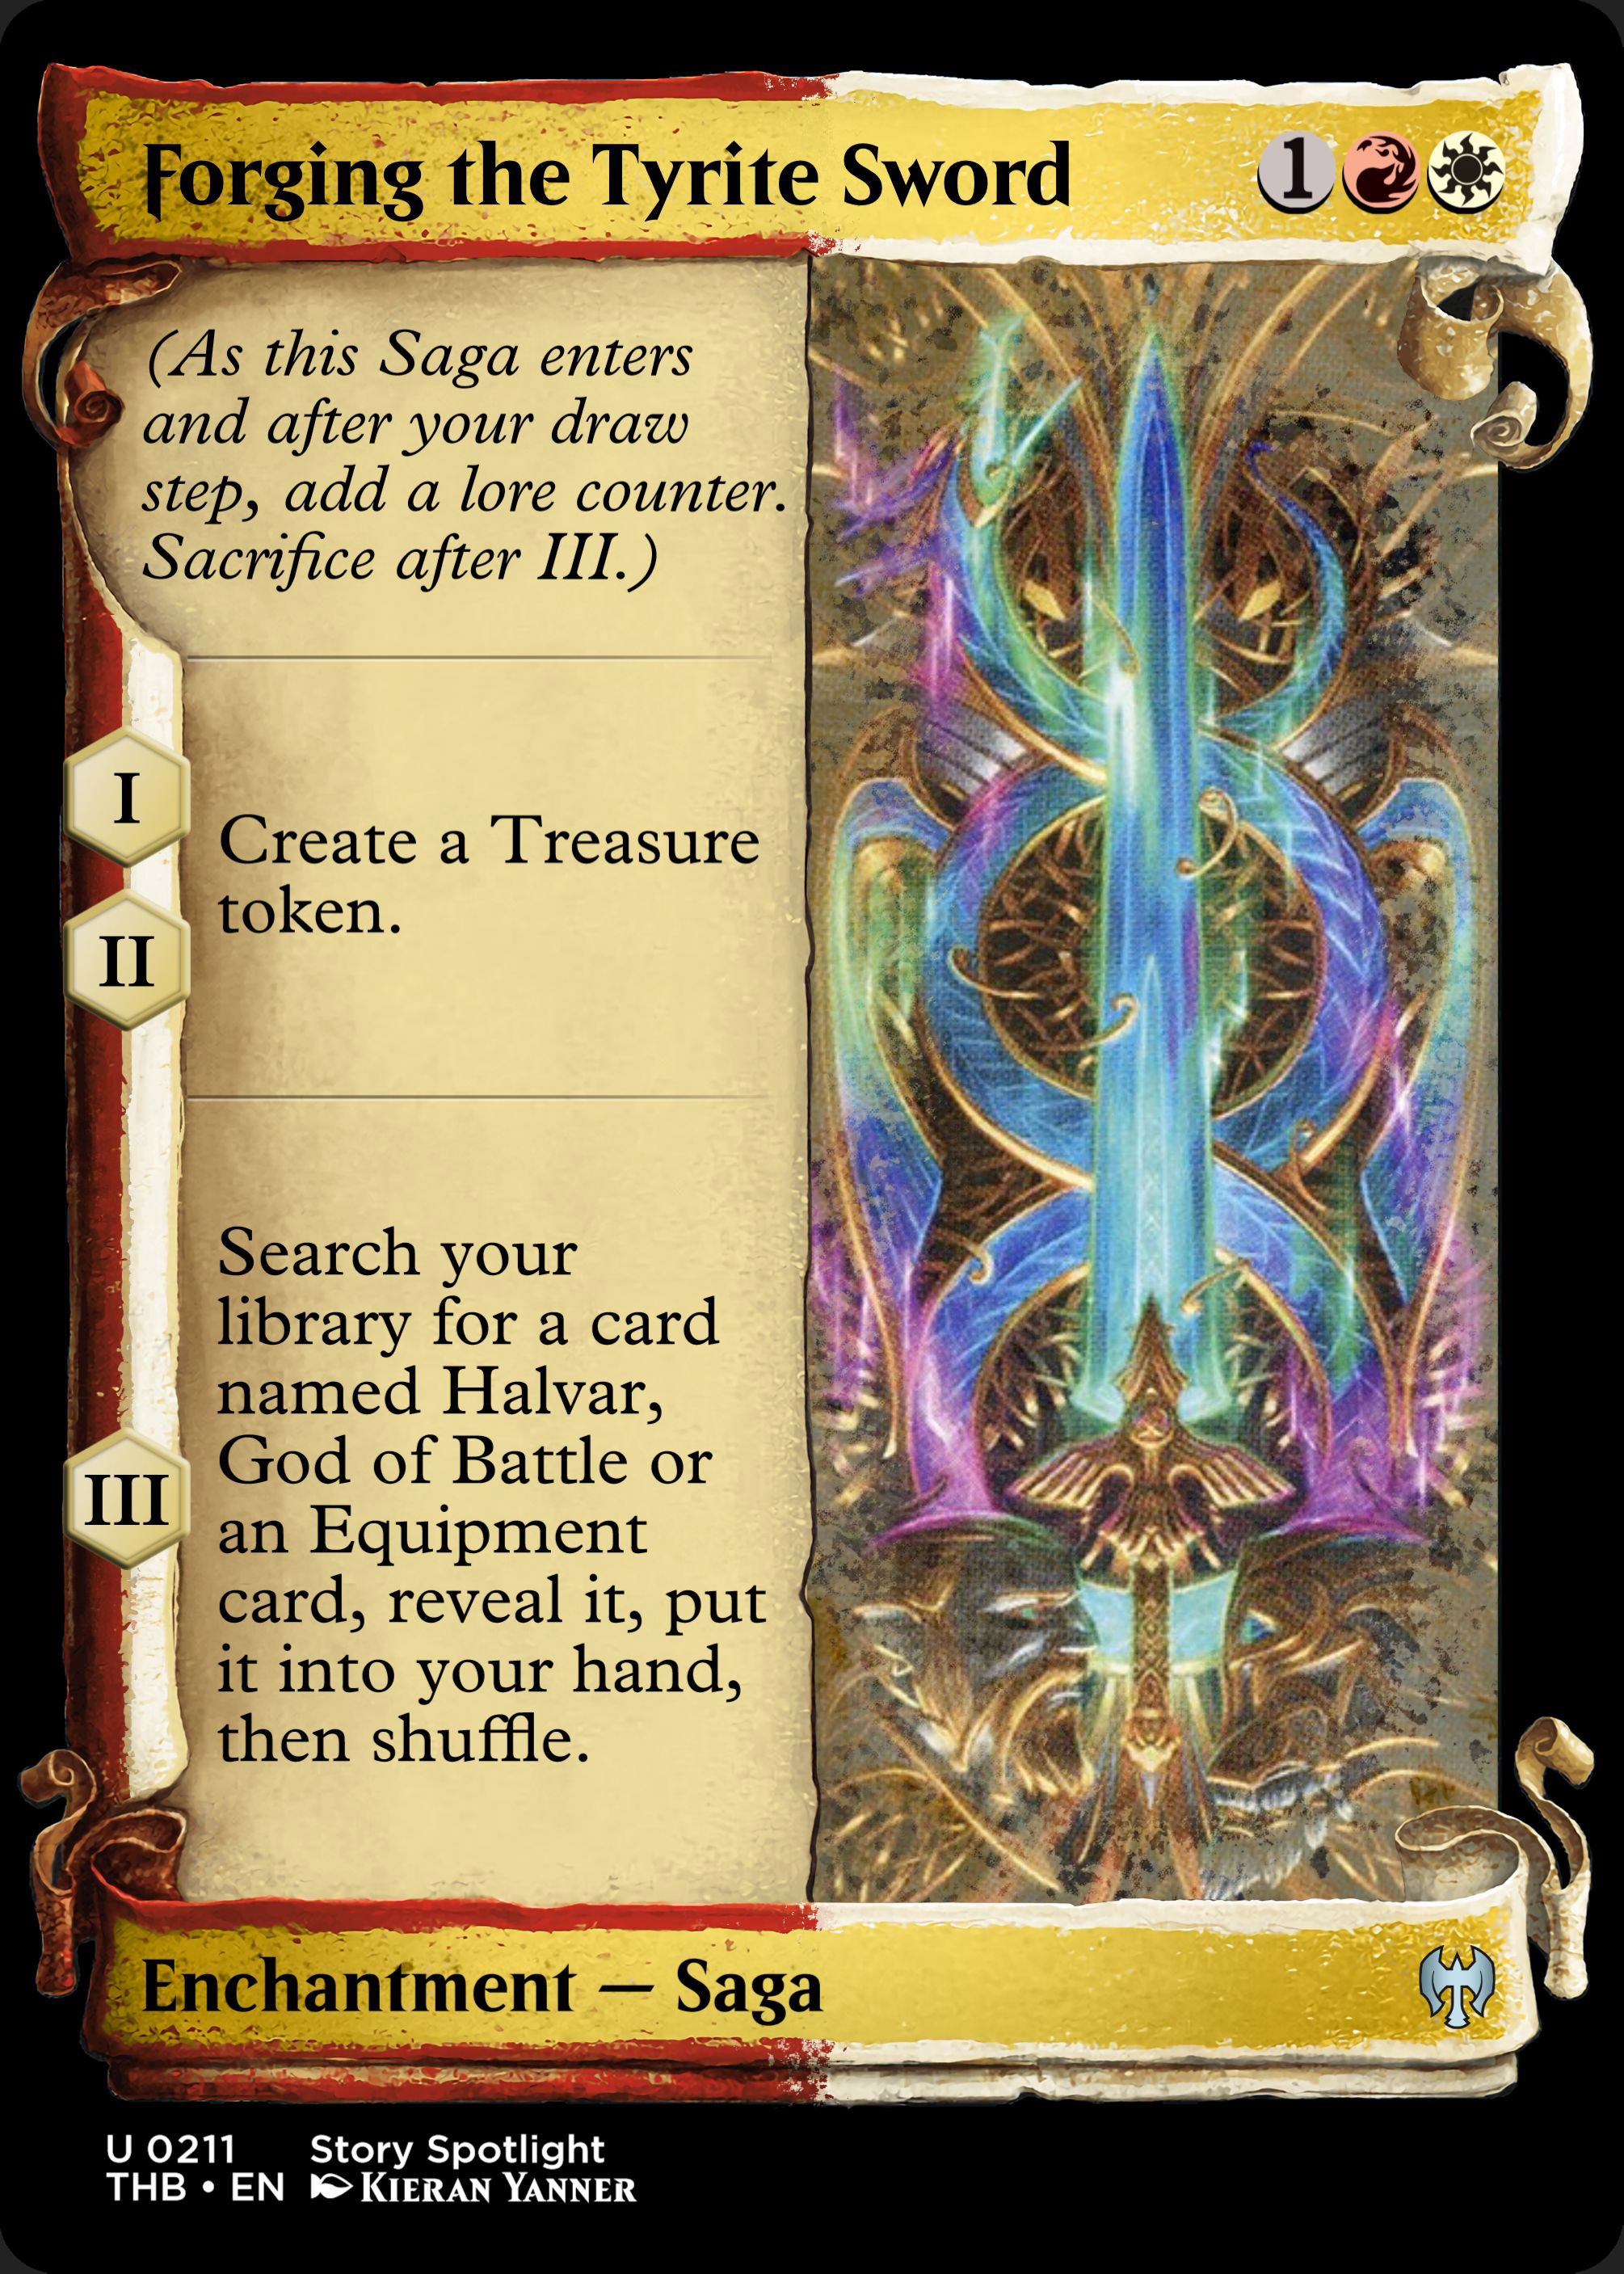 Forging the Tyrite Sword 1
(As this Saga enters
and after your draw
step, add a lore counter.
Sacrifice after III.)
I
II
Create a Treasure
token.
III
Search your
library for a card
named Halvar,
God of Battle or
an Equipment
card, reveal it, put
it into your hand,
then shuffle.
Enchantment — Saga
U 0211 Story Spotlight
THB • EN KIERAN YANNER